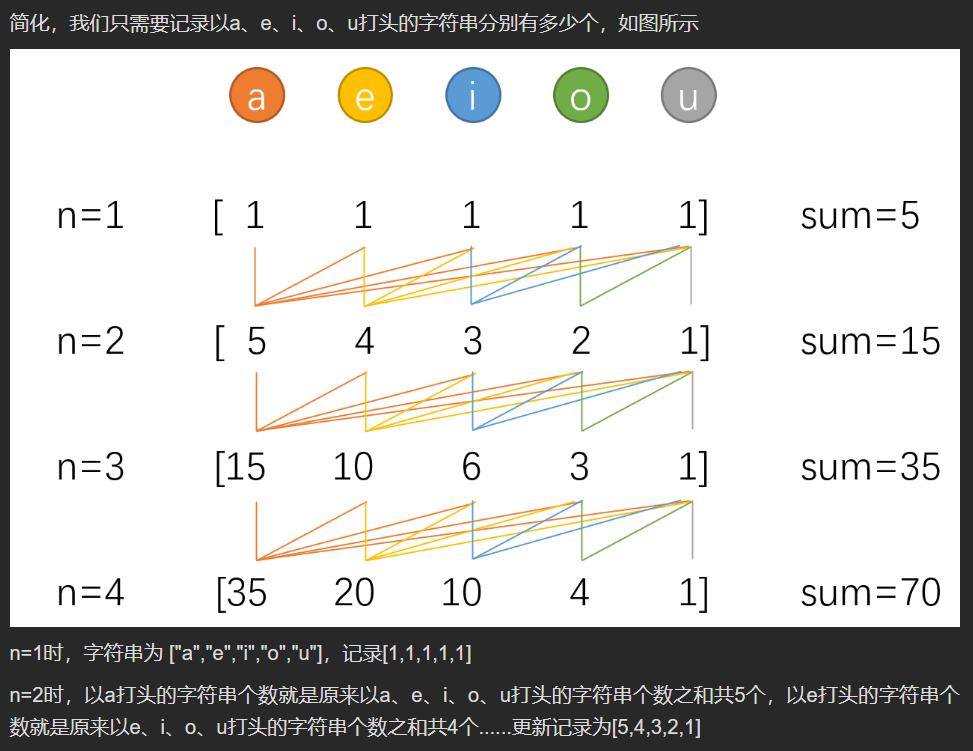 简化，我们只需要记录以a、e、i、o、u打头的字符串分别有多少个，如图所示
a e i o u
n=1 [ 1 1 1 1 1] sum=5
n=2 [ 5 4 3 2 1] sum=15
n=3 [15 10 6 3 1] sum=35
n=4 [35 20 10 4 1] sum=70
n=1时，字符串为 ["a","e","i","o","u"]，记录[1,1,1,1,1]
n=2时，以a打头的字符串个数就是原来以a、e、i、o、u打头的字符串个数之和共5个，以e打头的字符串个
数就是原来以e、i、o、u打头的字符串个数之和共4个......更新记录为[5,4,3,2,1]